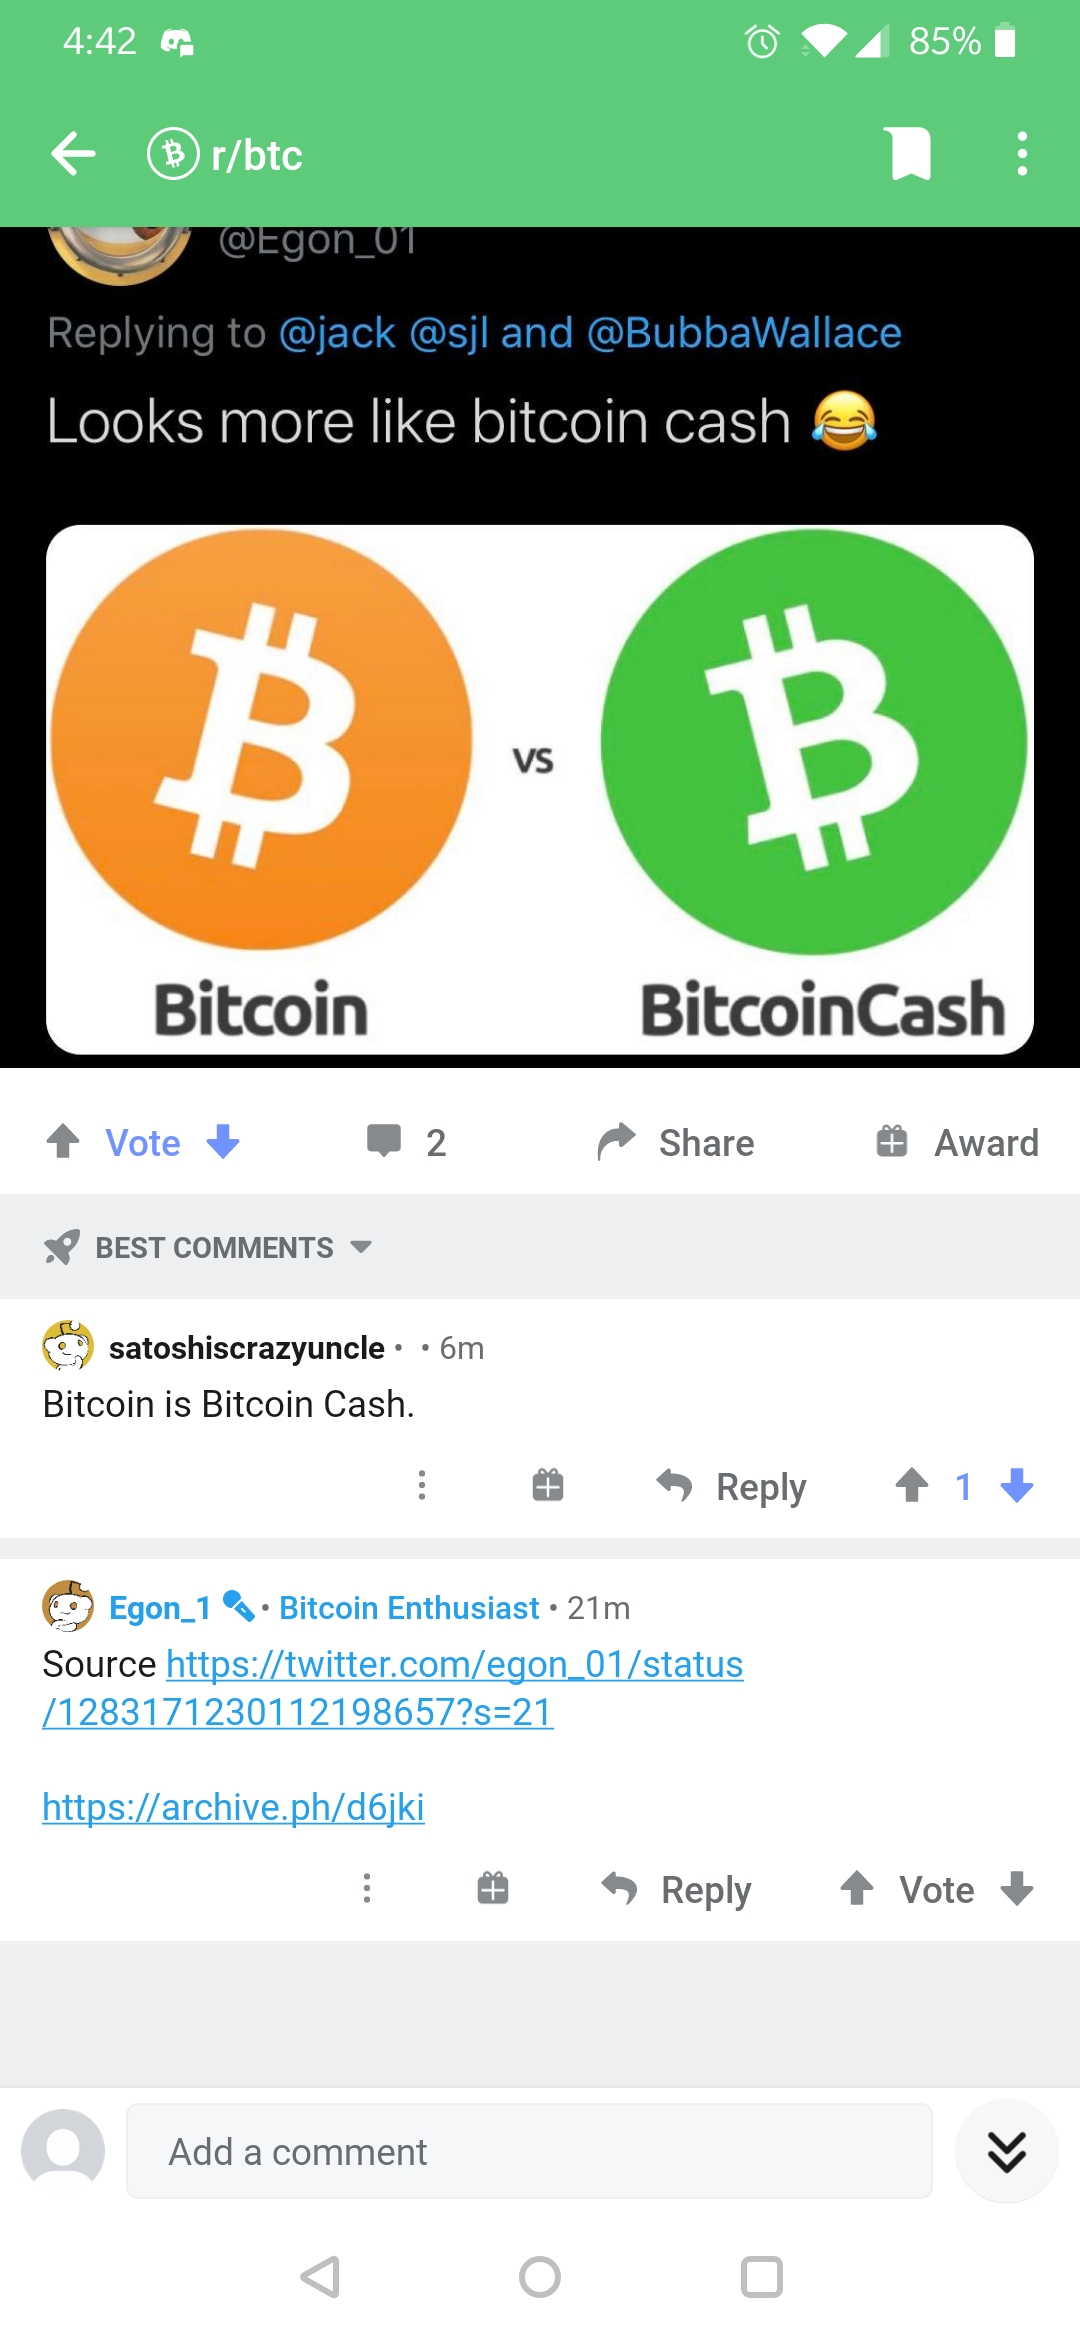 4:42 85%
r/btc
@Egon_01
Replying to @jack @sjl and @BubbaWallace
Looks more like bitcoin cash 😂
vs
Bitcoin BitcoinCash
Vote 2 Share Award
BEST COMMENTS
satoshiscrazyuncle • • 6m
Bitcoin is Bitcoin Cash.
Reply 1
Egon_1 • Bitcoin Enthusiast • 21m
Source https://twitter.com/egon_01/status
/1283171230112198657?s=21
https://archive.ph/d6jki
Reply Vote
Add a comment